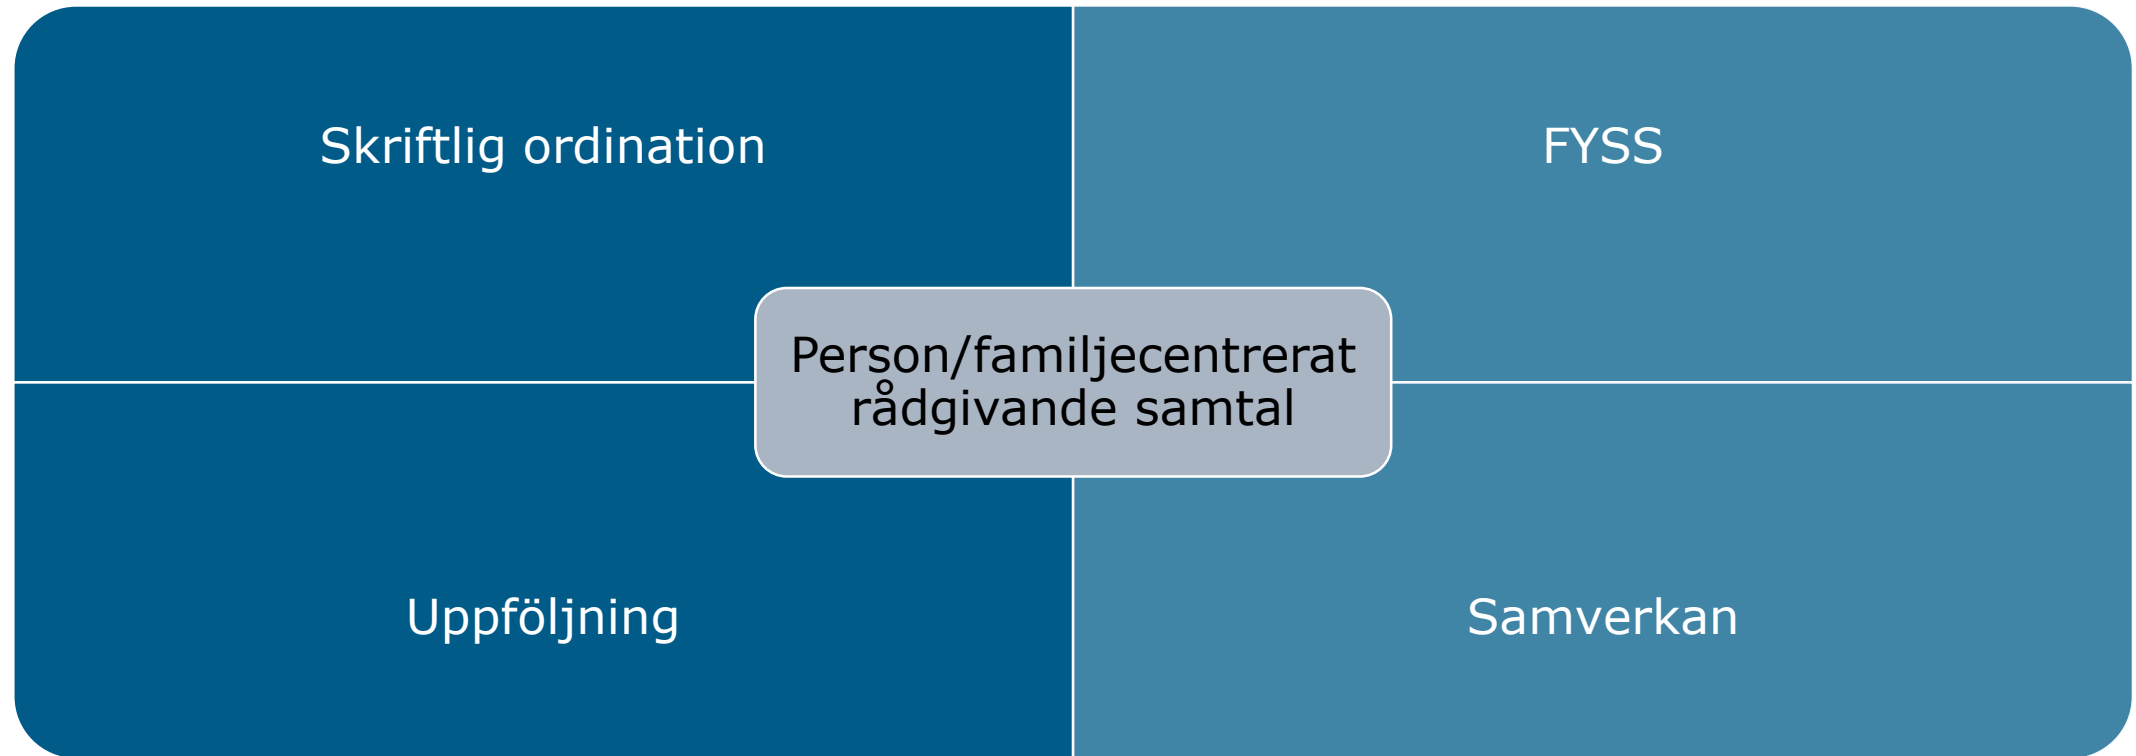 Skriftlig ordination
FYSS
Person/familjecentrerat
rådgivande samtal
Uppföljning
Samverkan